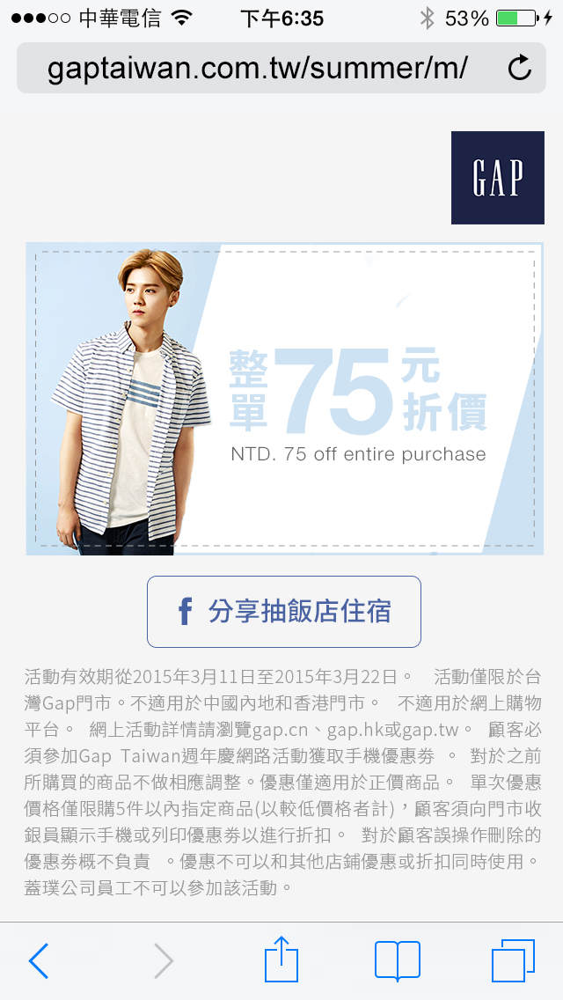 中華電信 下午6:35 53%
gaptaiwan.com.tw/summer/m/
GAP
整單75元折價
NTD. 75 off entire purchase
f 分享抽飯店住宿
活動有效期從2015年3月11日至2015年3月22日。 活動僅限於台
灣Gap門市。不適用於中國內地和香港門市。 不適用於網上購物
平台。 網上活動詳情請瀏覽gap.cn、gap.hk或gap.tw。 顧客必
須參加Gap Taiwan週年慶網路活動獲取手機優惠劵 。 對於之前
所購買的商品不做相應調整。優惠僅適用於正價商品。 單次優惠
價格僅限購5件以內指定商品(以較低價格者計)，顧客須向門市收
銀員顯示手機或列印優惠劵以進行折扣。 對於顧客誤操作刪除的
優惠劵概不負責 。優惠不可以和其他店鋪優惠或折扣同時使用。
蓋璞公司員工不可以參加該活動。